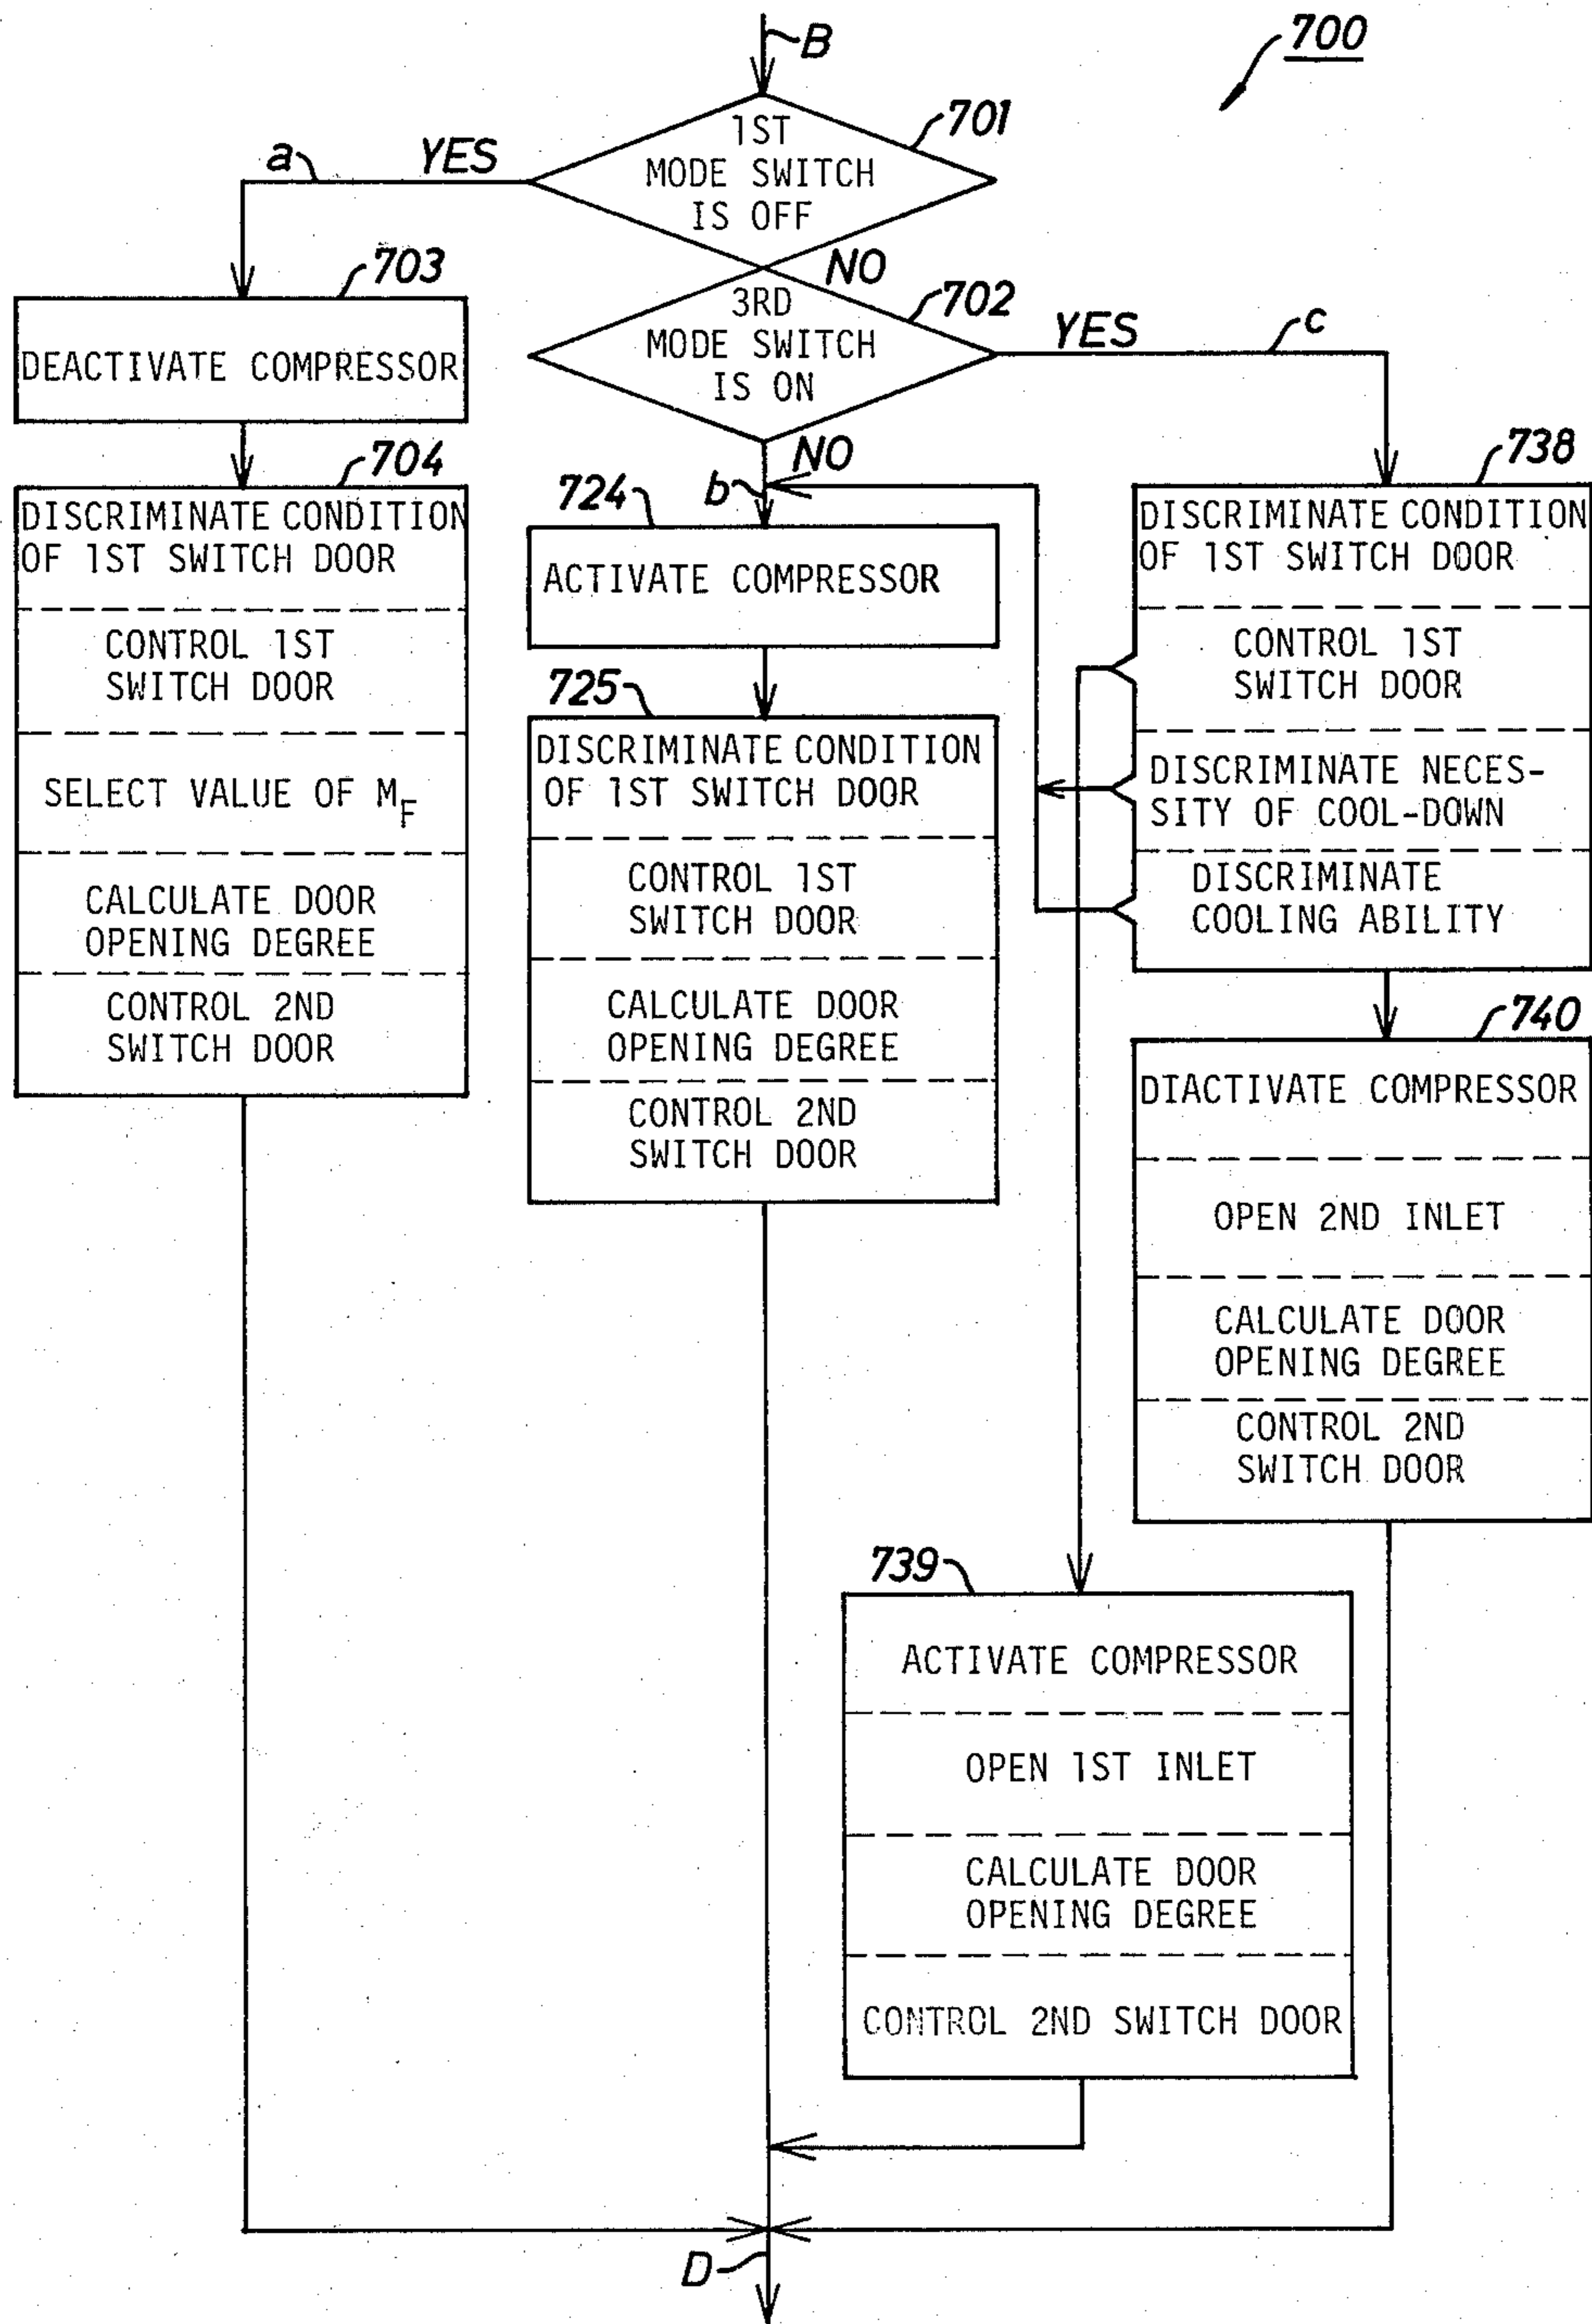 B
700
1ST
MODE SWITCH
IS OFF
701
a
YES
NO
703
DEACTIVATE COMPRESSOR
3RD
MODE SWITCH
IS ON
702
YES
c
NO
b
704
DISCRIMINATE CONDITION
OF 1ST SWITCH DOOR
CONTROL 1ST
SWITCH DOOR
SELECT VALUE OF MF
CALCULATE DOOR
OPENING DEGREE
CONTROL 2ND
SWITCH DOOR
724
ACTIVATE COMPRESSOR
725
DISCRIMINATE CONDITION
OF 1ST SWITCH DOOR
CONTROL 1ST
SWITCH DOOR
CALCULATE DOOR
OPENING DEGREE
CONTROL 2ND
SWITCH DOOR
738
DISCRIMINATE CONDITION
OF 1ST SWITCH DOOR
CONTROL 1ST
SWITCH DOOR
DISCRIMINATE NECES-
SITY OF COOL-DOWN
DISCRIMINATE
COOLING ABILITY
740
DIACTIVATE COMPRESSOR
OPEN 2ND INLET
CALCULATE DOOR
OPENING DEGREE
CONTROL 2ND
SWITCH DOOR
739
ACTIVATE COMPRESSOR
OPEN 1ST INLET
CALCULATE DOOR
OPENING DEGREE
CONTROL 2ND SWITCH DOOR
D